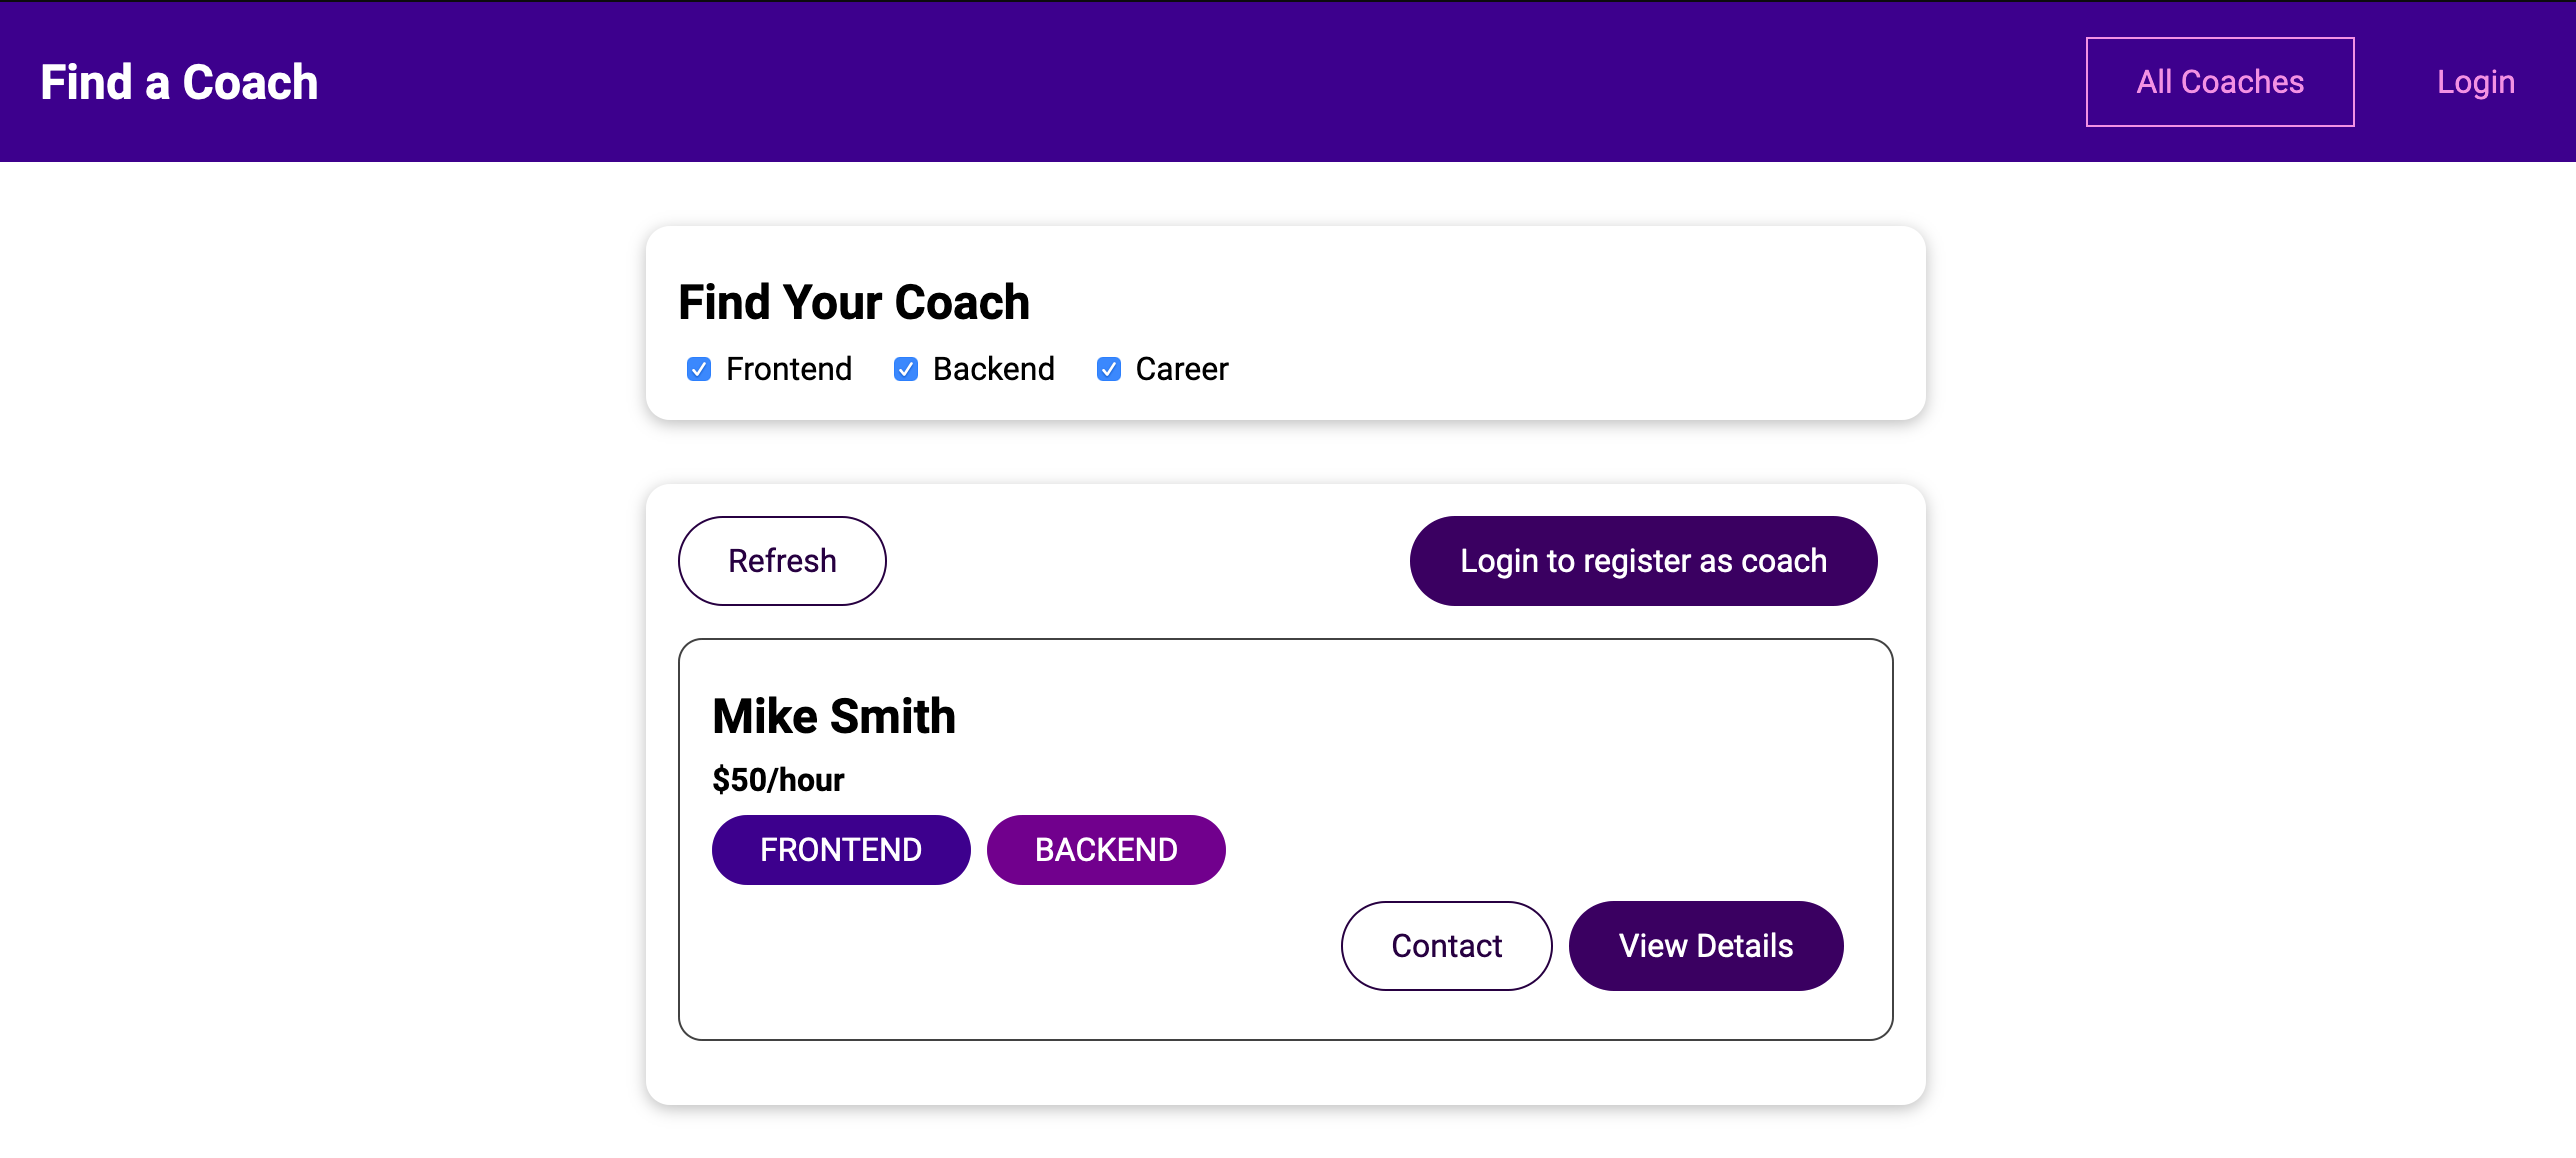 Find a Coach
All Coaches
Login
Find Your Coach
Frontend
Backend
Career
Refresh
Login to register as coach
Mike Smith
$50/hour
FRONTEND
BACKEND
Contact
View Details